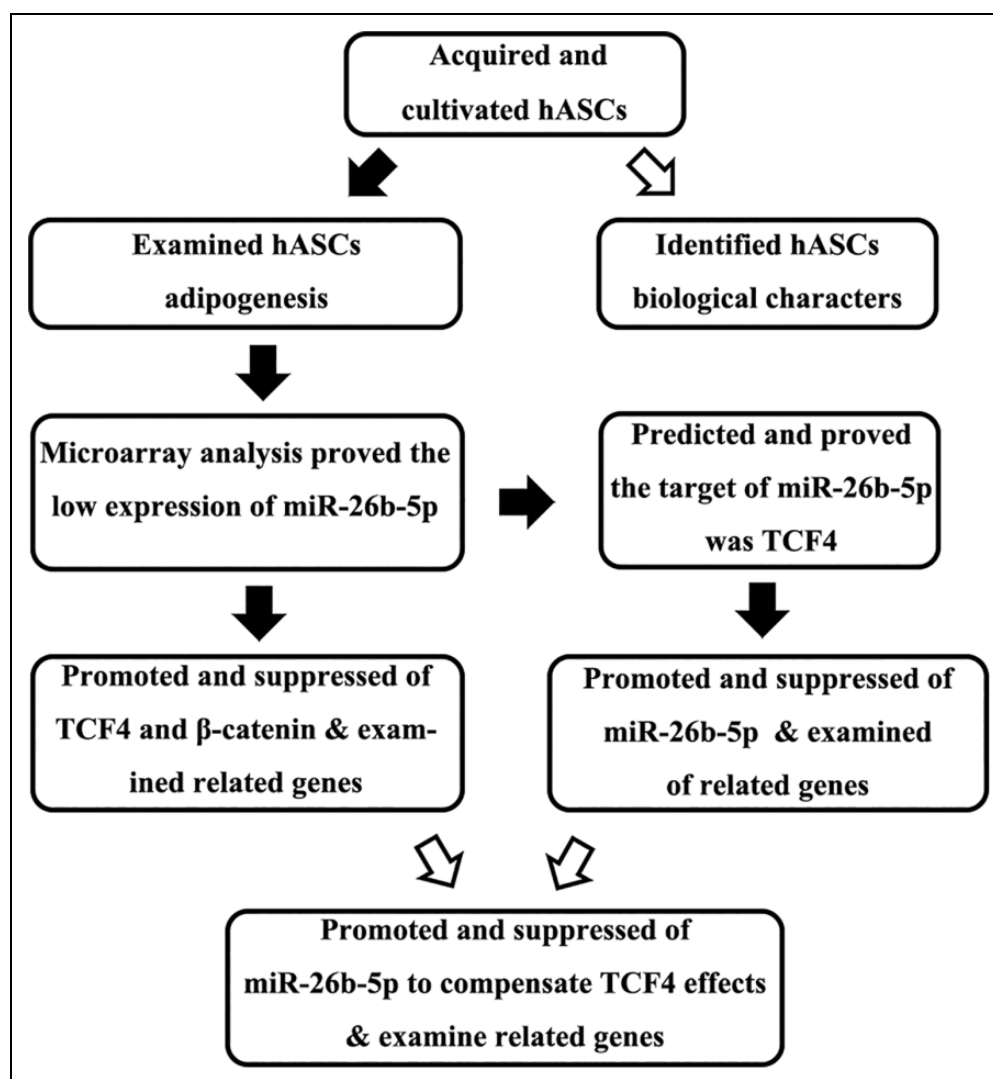 Acquired and
cultivated hASCs
Examined hASCs
adipogenesis
Identified hASCs
biological characters
Microarray analysis proved the
low expression of miR-26b-5p
Predicted and proved
the target of miR-26b-5p
was TCF4
Promoted and suppressed of
TCF4 and β-catenin & exam-
ined related genes
Promoted and suppressed of
miR-26b-5p & examined
of related genes
Promoted and suppressed of
miR-26b-5p to compensate TCF4 effects
& examine related genes